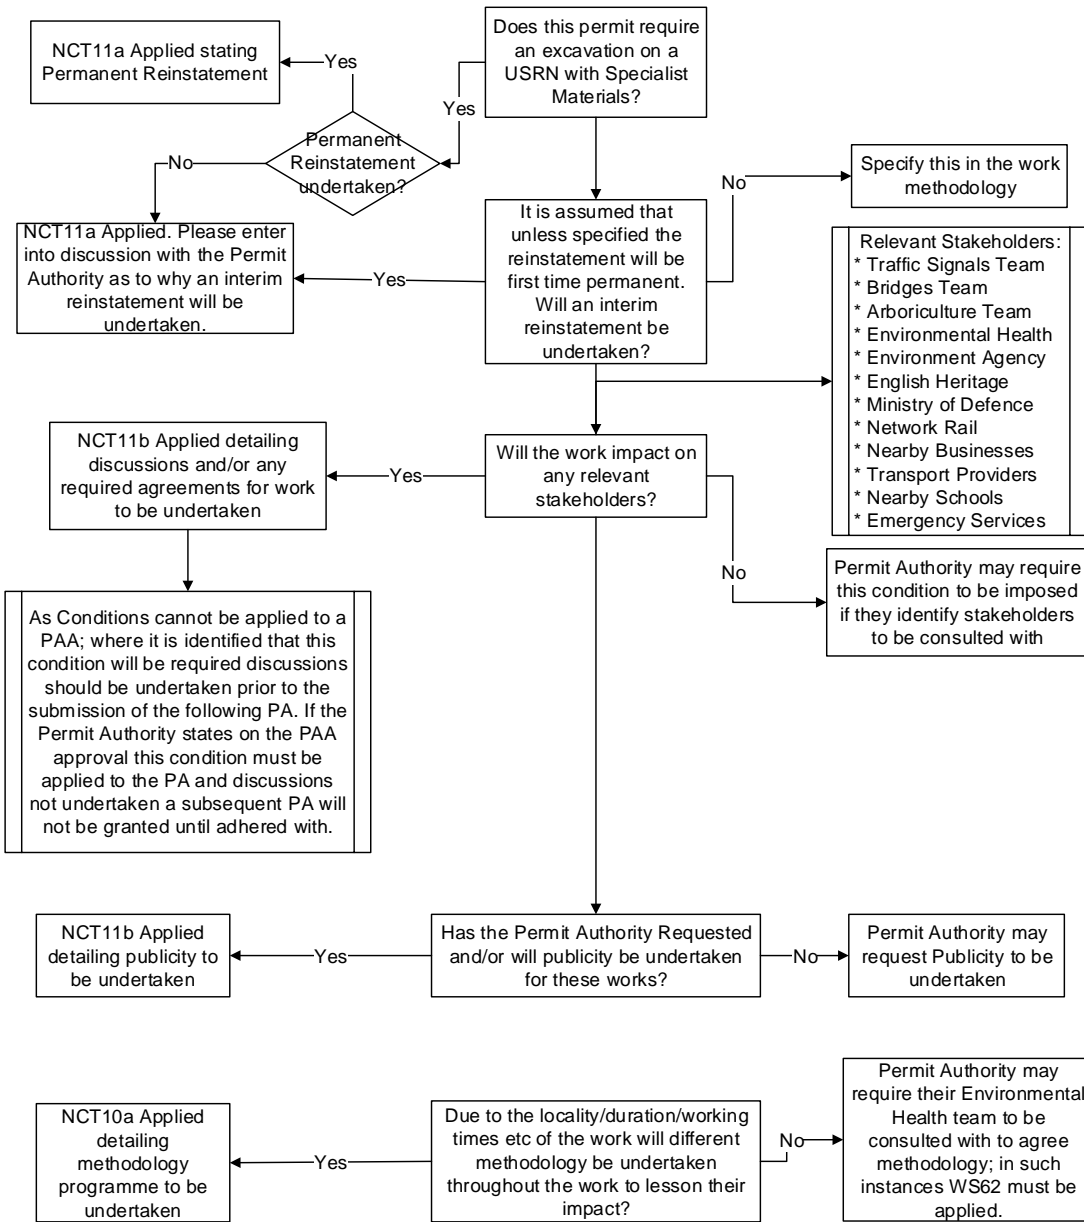 Does this permit require
an excavation on a
USRN with Specialist
Materials?
Yes
NCT11a Applied stating
Permanent Reinstatement
Yes
Permanent
Reinstatement
undertaken?
No
NCT11a Applied. Please enter
into discussion with the Permit
Authority as to why an interim
reinstatement will be
undertaken.
Yes
It is assumed that
unless specified the
reinstatement will be
first time permanent.
Will an interim
reinstatement be
undertaken?
No
Specify this in the work
methodology
Relevant Stakeholders:
* Traffic Signals Team
* Bridges Team
* Arboriculture Team
* Environmental Health
* Environment Agency
* English Heritage
* Ministry of Defence
* Network Rail
* Nearby Businesses
* Transport Providers
* Nearby Schools
* Emergency Services
NCT11b Applied detailing
discussions and/or any
required agreements for work
to be undertaken
Yes
Will the work impact on
any relevant
stakeholders?
No
Permit Authority may require
this condition to be imposed
if they identify stakeholders
to be consulted with
As Conditions cannot be applied to a
PAA; where it is identified that this
condition will be required discussions
should be undertaken prior to the
submission of the following PA. If the
Permit Authority states on the PAA
approval this condition must be
applied to the PA and discussions
not undertaken a subsequent PA will
not be granted until adhered with.
NCT11b Applied
detailing publicity to
be undertaken
Yes
Has the Permit Authority Requested
and/or will publicity be undertaken
for these works?
No
Permit Authority may
request Publicity to be
undertaken
NCT10a Applied
detailing
methodology
programme to be
undertaken
Yes
Due to the locality/duration/working
times etc of the work will different
methodology be undertaken
throughout the work to lesson their
impact?
No
Permit Authority may
require their Environmental
Health team to be
consulted with to agree
methodology; in such
instances WS62 must be
applied.